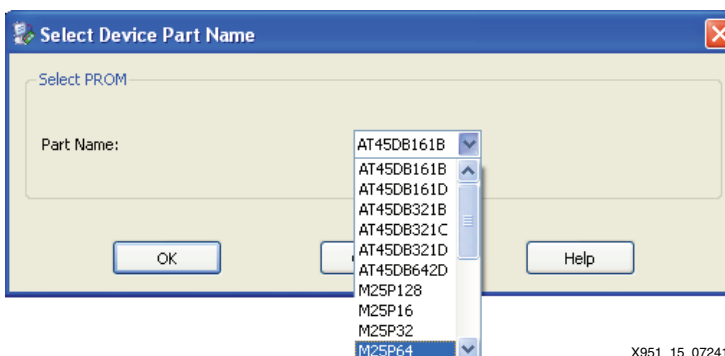 Select Device Part Name
Select PROM
Part Name:
AT45DB161B
AT45DB161B
AT45DB161D
AT45DB321B
AT45DB321C
AT45DB321D
AT45DB642D
M25P128
M25P16
M25P32
M25P64
OK
Help
X951_15_07241